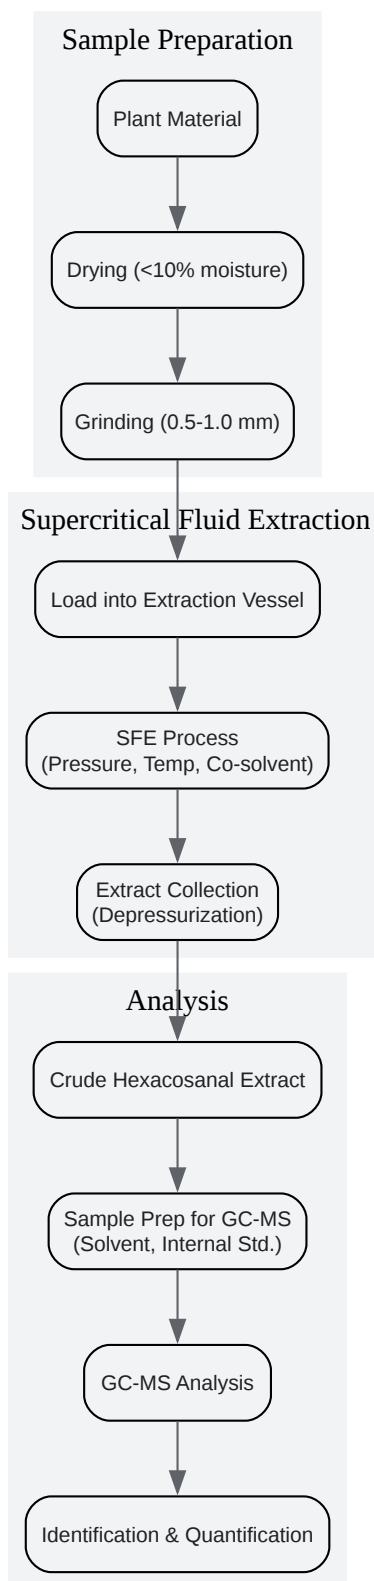 Sample Preparation
Plant Material
Drying (<10% moisture)
Grinding (0.5-1.0 mm)
Supercritical Fluid Extraction
Load into Extraction Vessel
SFE Process
(Pressure, Temp, Co-solvent)
Extract Collection
(Depressurization)
Analysis
Crude Hexacosanal Extract
Sample Prep for GC-MS
(Solvent, Internal Std.)
GC-MS Analysis
Identification & Quantification